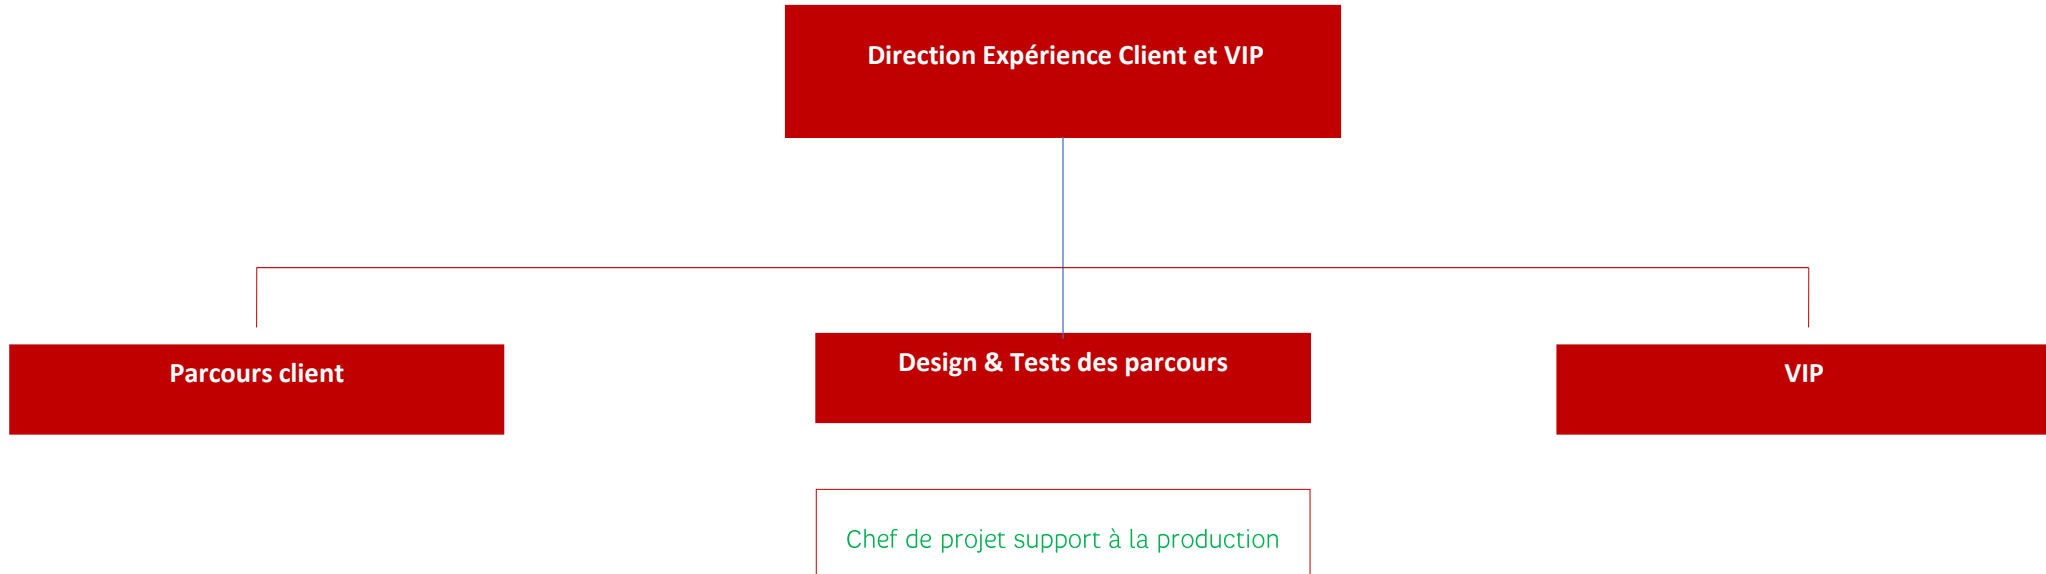 Direction Expérience Client et VIP
Parcours client
Design & Tests des parcours
VIP
Chef de projet support à la production